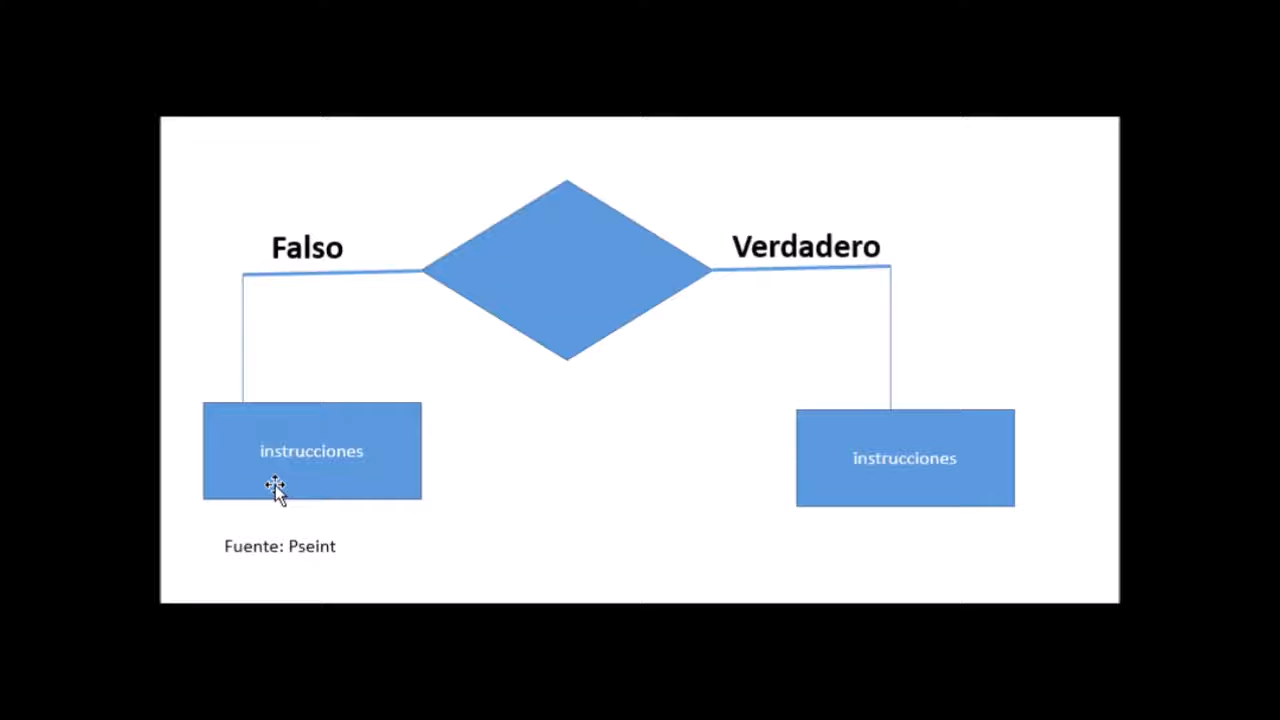 Falso
Verdadero
instrucciones
instrucciones
Fuente: Pseint